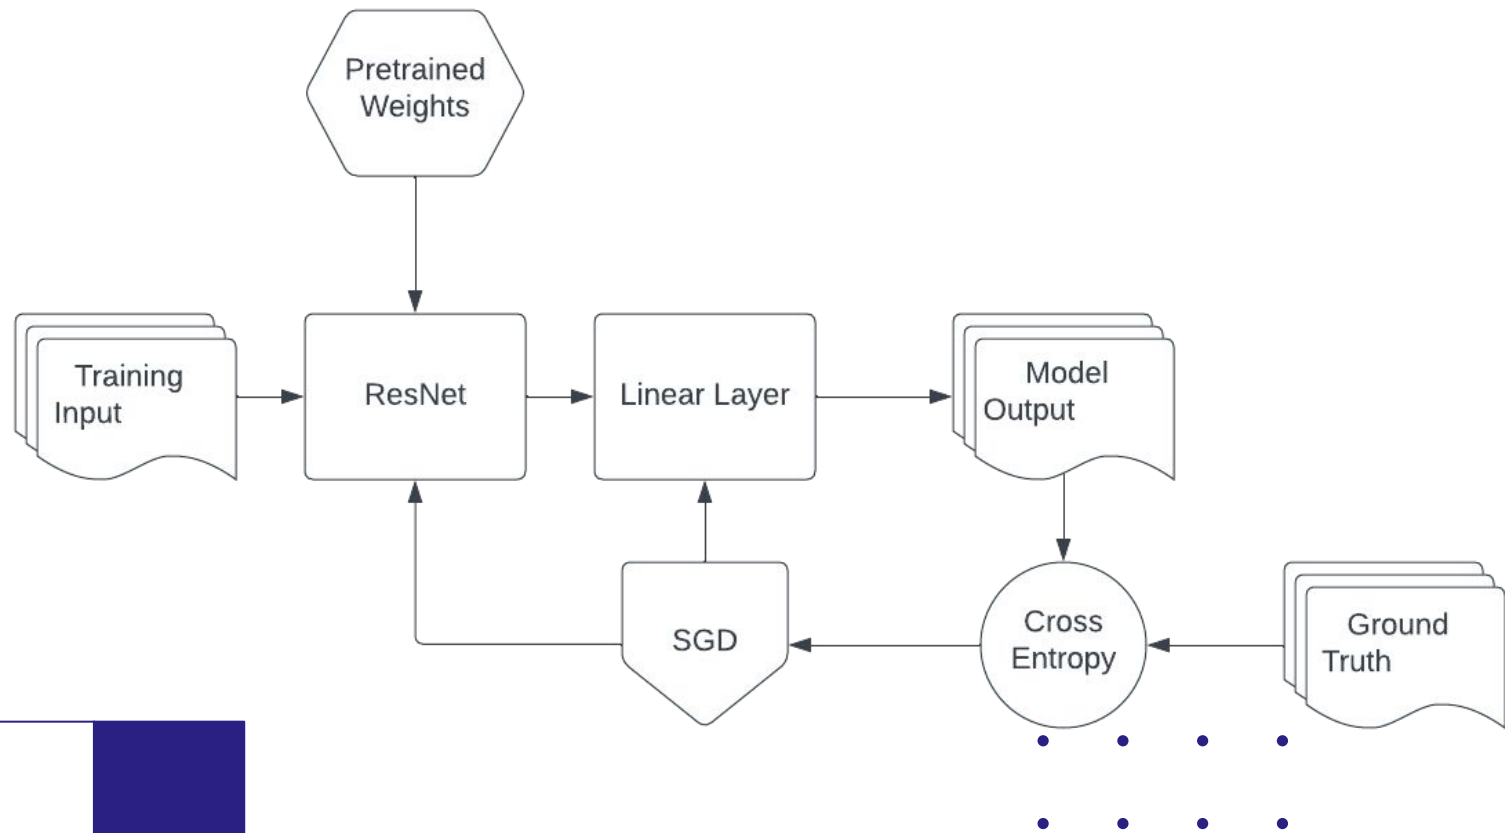 Pretrained
Weights
Training
Input
ResNet
Linear Layer
Model
Output
SGD
Cross
Entropy
Ground
Truth